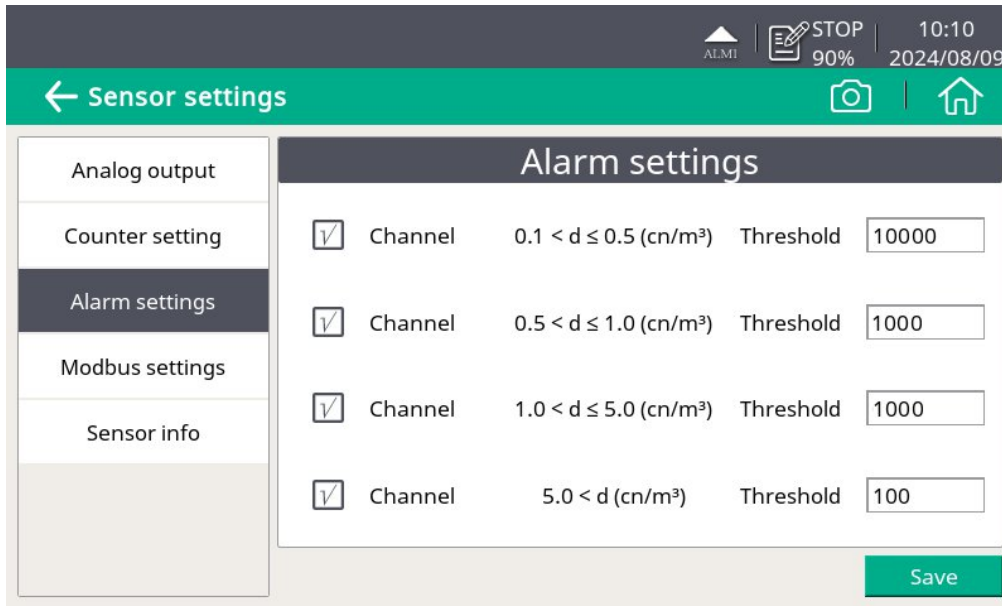 ALMI
STOP 10:10
90% 2024/08/09
Sensor settings
Analog output
Counter setting
Alarm settings
Modbus settings
Sensor info
Alarm settings
√ Channel 0.1 < d ≤ 0.5 (cn/m³) Threshold 10000
√ Channel 0.5 < d ≤ 1.0 (cn/m³) Threshold 1000
√ Channel 1.0 < d ≤ 5.0 (cn/m³) Threshold 1000
√ Channel 5.0 < d (cn/m³) Threshold 100
Save